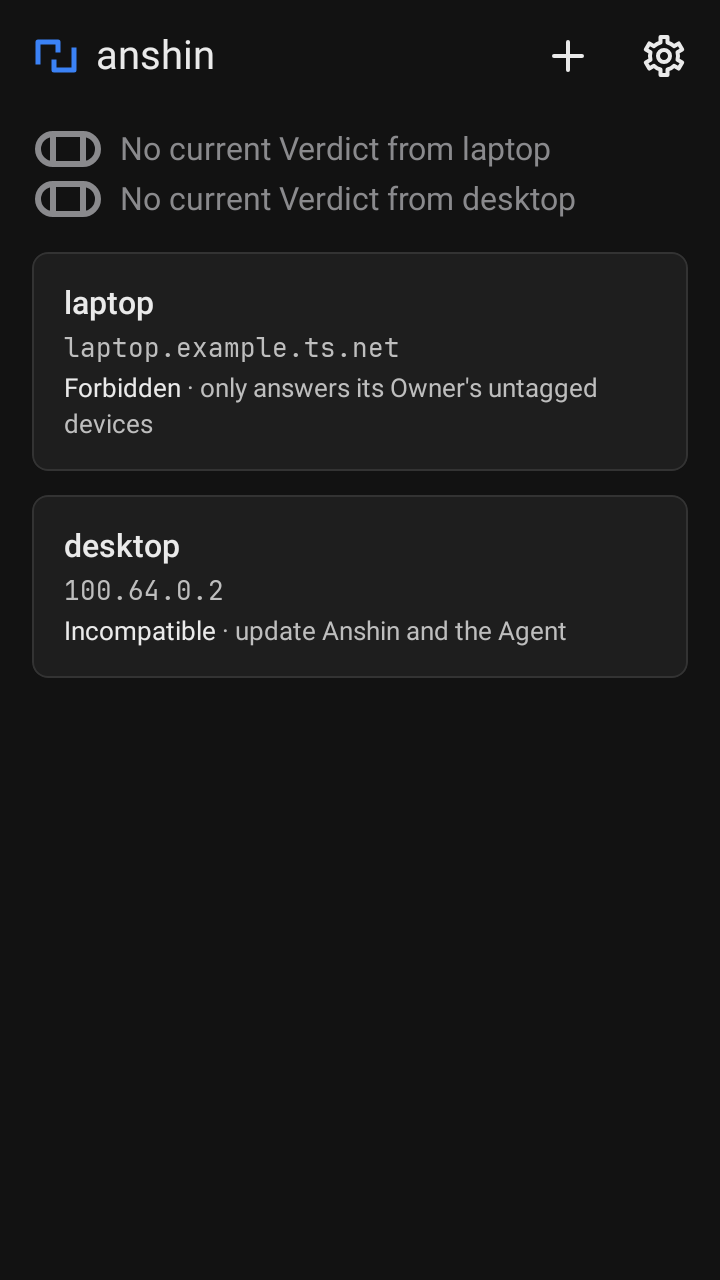 anshin
No current Verdict from laptop
No current Verdict from desktop
laptop
laptop.example.ts.net
Forbidden · only answers its Owner's untagged
devices
desktop
100.64.0.2
Incompatible · update Anshin and the Agent